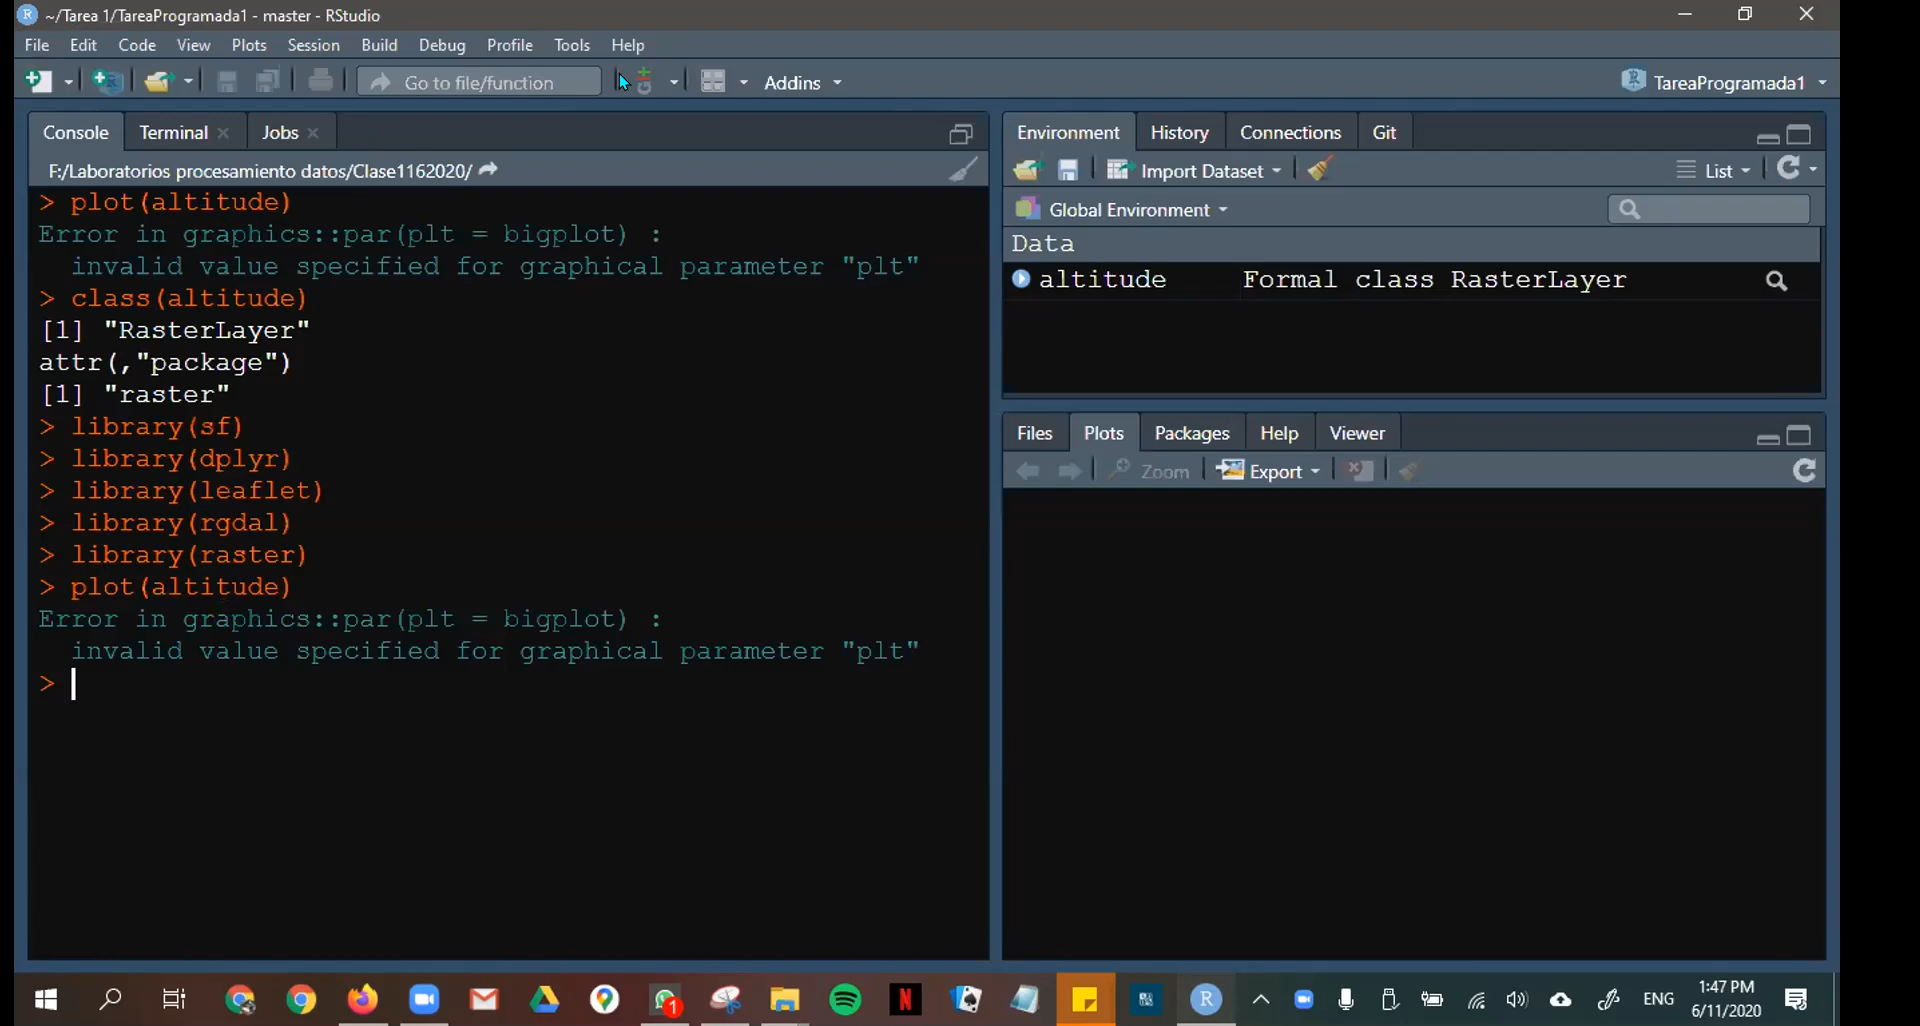 ~/Tarea 1/TareaProgramada1 - master - RStudio
File Edit Code View Plots Session Build Debug Profile Tools Help
Go to file/function Addins TareaProgramada1
Console Terminal Jobs
F:/Laboratorios procesamiento datos/Clase1162020/
> plot(altitude)
Error in graphics::par(plt = bigplot) :
invalid value specified for graphical parameter "plt"
> class(altitude)
[1] "RasterLayer"
attr(,"package")
[1] "raster"
> library(sf)
> library(dplyr)
> library(leaflet)
> library(rgdal)
> library(raster)
> plot(altitude)
Error in graphics::par(plt = bigplot) :
invalid value specified for graphical parameter "plt"
>
Environment History Connections Git
Import Dataset List
Global Environment
Data
altitude Formal class RasterLayer
Files Plots Packages Help Viewer
Zoom Export
1
ENG
1:47 PM
6/11/2020